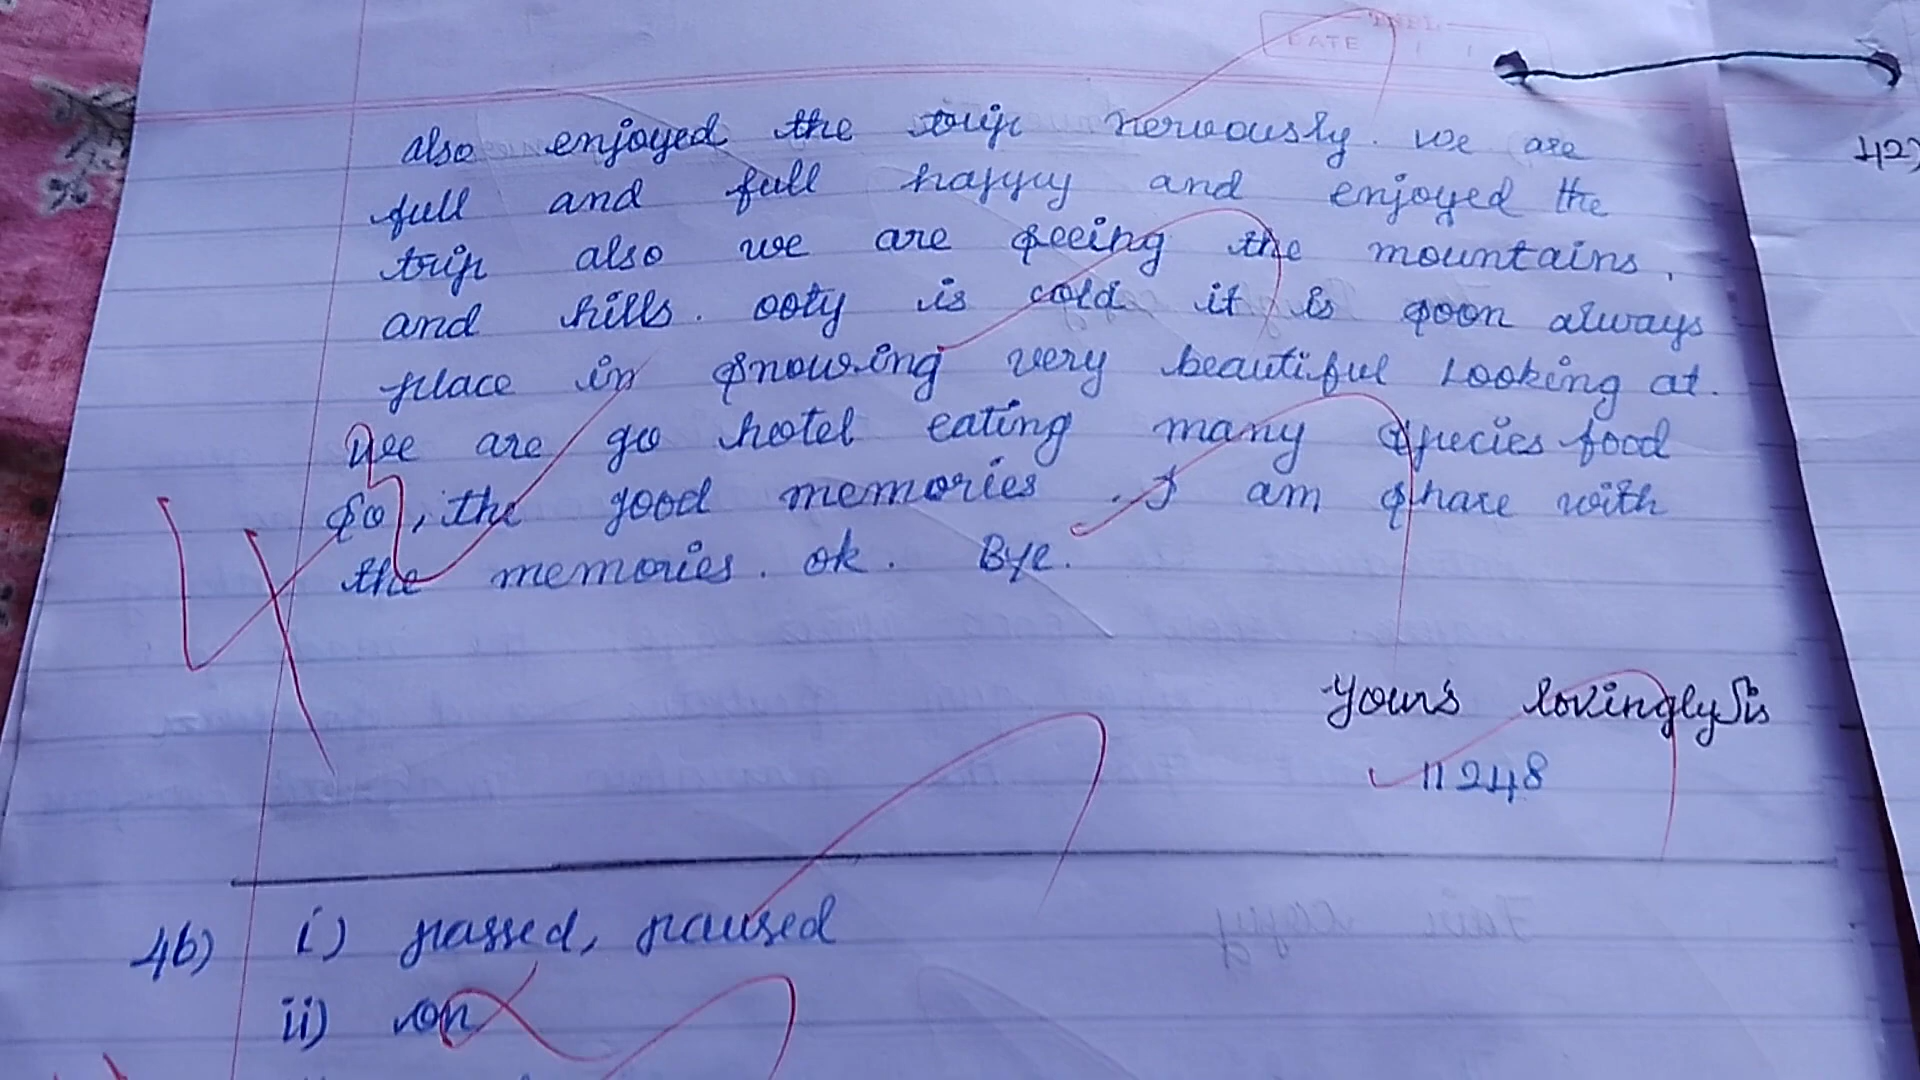 DATE
also enjoyed the trip nervously. we are
full and full happy and enjoyed the
trip also we are seeing the mountains,
and hills. ooty is cold it is soon always
place in snowing very beautiful Looking at.
We are go hotel eating many species food
So, the good memories. I am share with
the memories. ok. Bye.
your's lovingly
11248
46) i) passed, paused
ii) on
42)